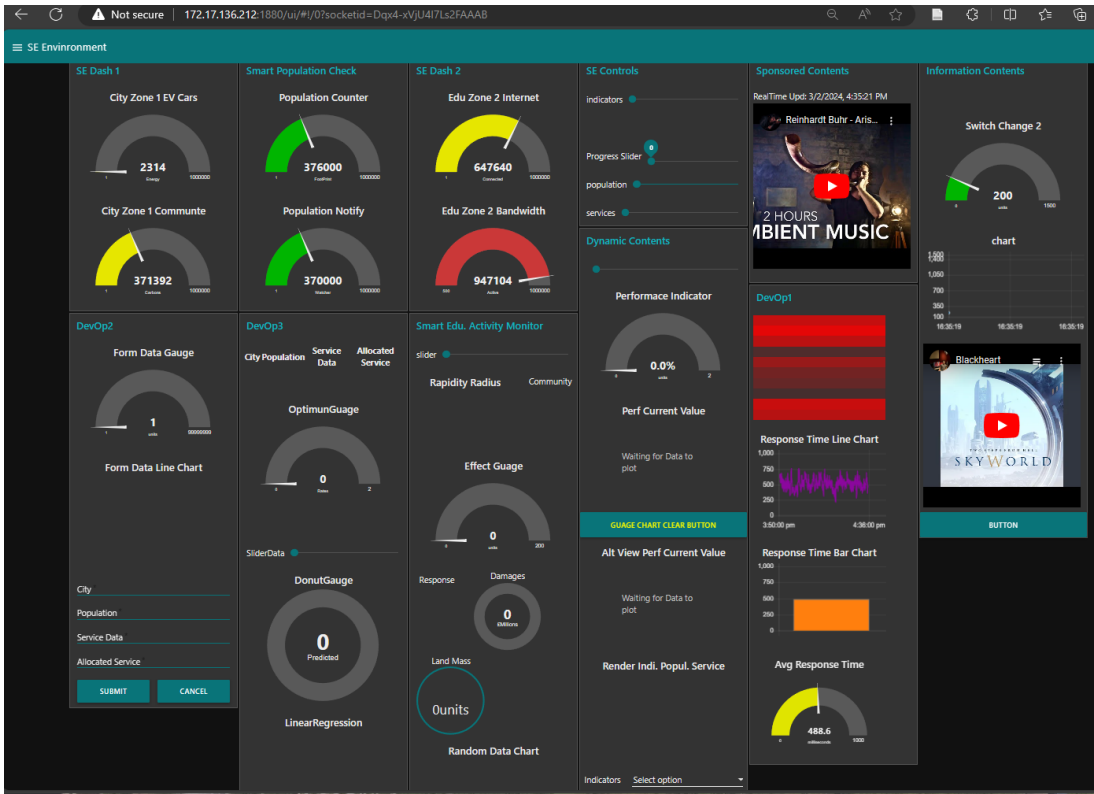 Not secure
172.17.136.212:1880/ui/#!/0?socketid=Dqx4-xVjU4I7Ls2FAAAB
SE Envinronment
SE Dash 1
City Zone 1 EV Cars
2314
Energy
1
1000000
City Zone 1 Communte
371392
Carbons
1
1000000
Smart Population Check
Population Counter
376000
FootPrint
1
1000000
Population Notify
370000
Watcher
1
1000000
SE Dash 2
Edu Zone 2 Internet
647640
Connected
1
1000000
Edu Zone 2 Bandwidth
947104
Active
1000000
SE Controls
indicators
0
Progress Slider
population
services
Dynamic Contents
Performace Indicator
0.0%
units
0
2
Perf Current Value
Waiting for Data to
plot
GUAGE CHART CLEAR BUTTON
Alt View Perf Current Value
Waiting for Data to
plot
Render Indi. Popul. Service
Indicators
Select option
Sponsored Contents
RealTime Upd: 3/2/2024, 4:35:21 PM
Reinhardt Buhr - Aris...
2 HOURS
MBIENT MUSIC
DevOp1
Response Time Line Chart
1,000
750
500
250
0
3:50:00 pm
4:38:00 pm
Response Time Bar Chart
1,000
750
500
250
0
Avg Response Time
488.6
milliseconds
0
1000
Information Contents
Switch Change 2
200
units
0
1500
chart
1,500
1,400
1,050
700
350
100
18:35:19
18:35:19
18:35:19
Blackheart
SKYWORLD
BUTTON
DevOp2
Form Data Gauge
1
units
1
99999999
Form Data Line Chart
City *
Population *
Service Data *
Allocated Service *
SUBMIT
CANCEL
DevOp3
City Population
Service
Data
Allocated
Service
OptimunGuage
0
Rates
0
2
SliderData
DonutGauge
0
Predicted
LinearRegression
Smart Edu. Activity Monitor
slider
Rapidity Radius
Community
Effect Guage
0
units
0
200
Response
Damages
0
£Millions
Land Mass
0units
Random Data Chart